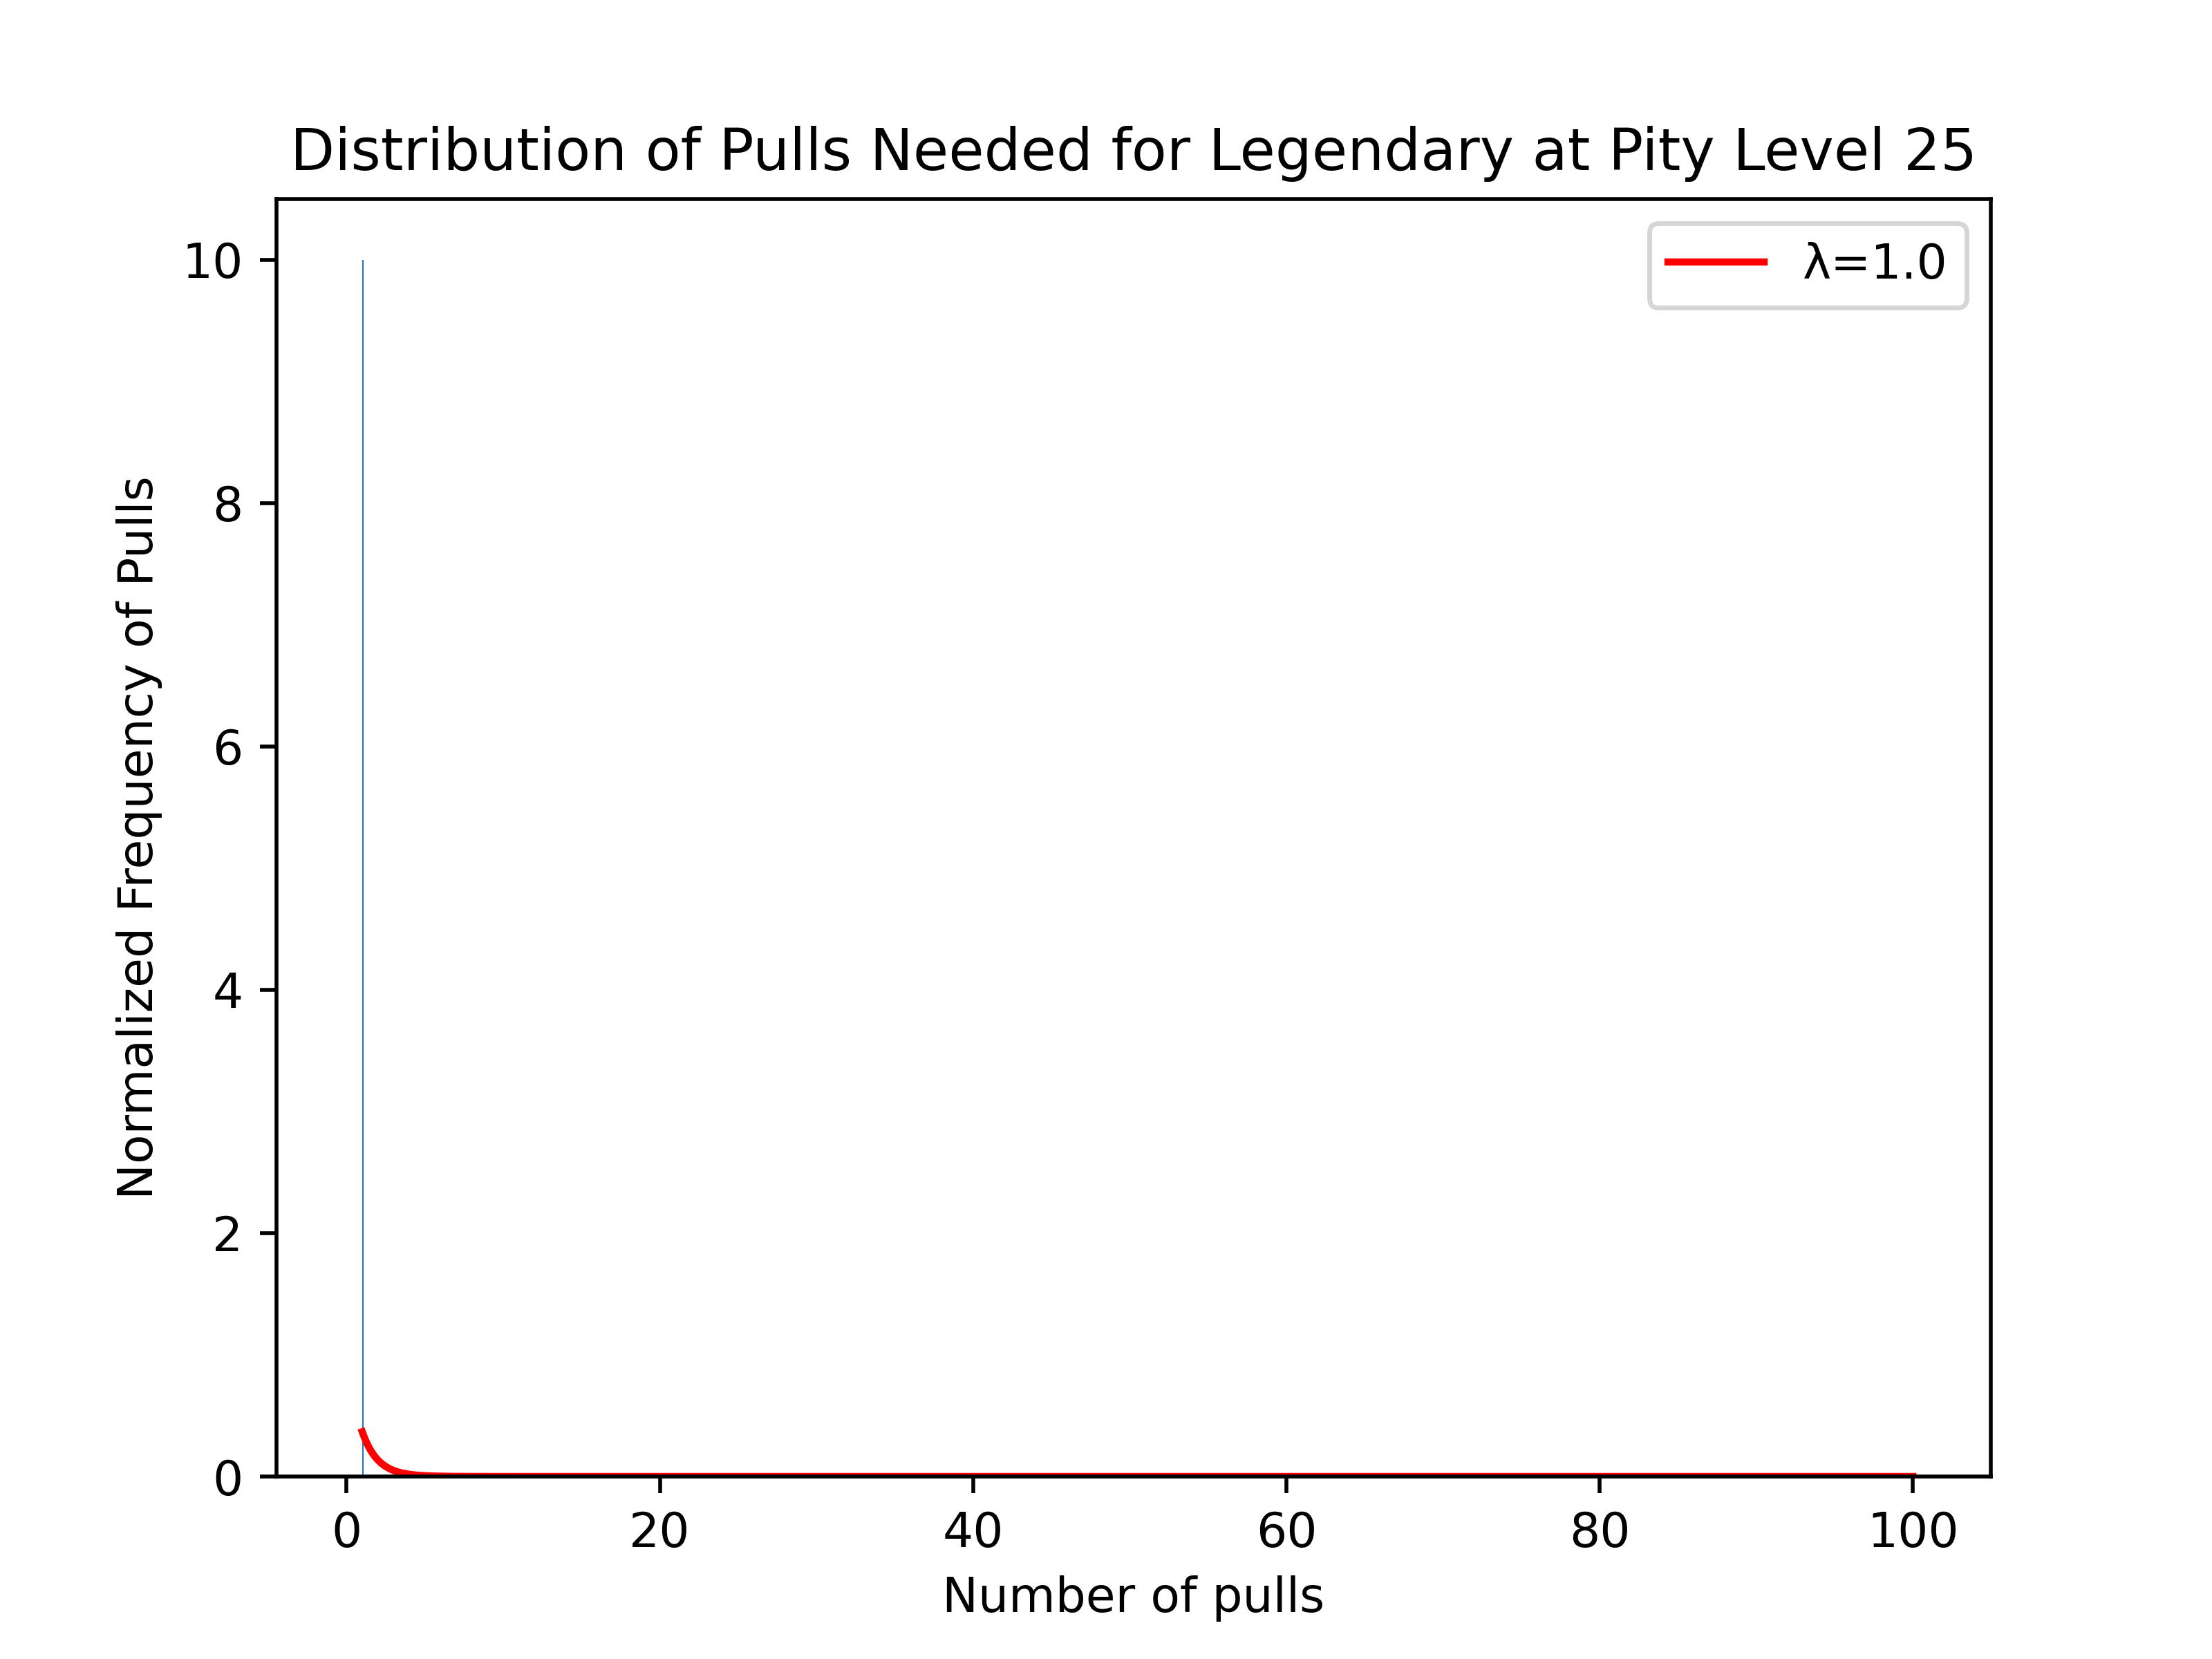 Distribution of Pulls Needed for Legendary at Pity Level 25
λ=1.0
Normalized Frequency of Pulls
10
8
6
4
2
0
0 20 40 60 80 100
Number of pulls